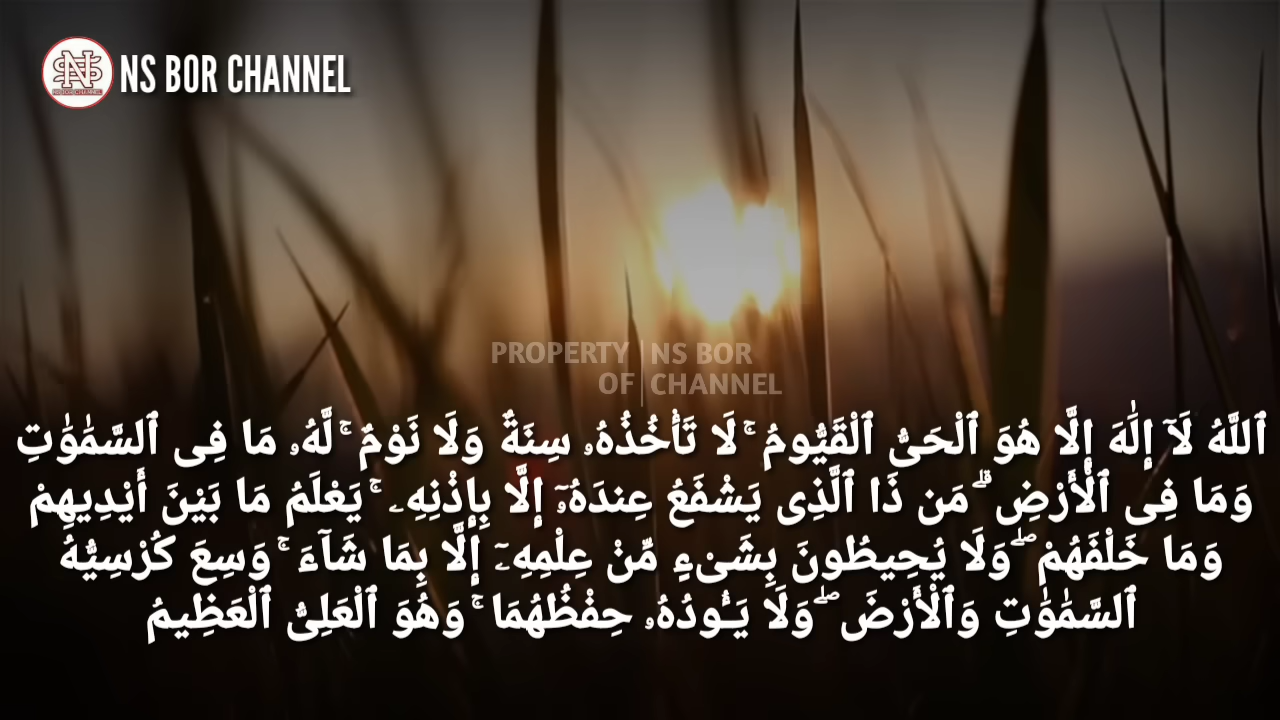 NS BOR CHANNEL
PROPERTY | NS BOR
OF | CHANNEL
ٱللَّهُ لَآ إِلَٰهَ إِلَّا هُوَ ٱلْحَىُّ ٱلْقَيُّومُ ۚ لَا تَأْخُذُهُۥ سِنَةٌ وَلَا نَوْمٌ ۚ لَّهُۥ مَا فِى ٱلسَّمَٰوَٰتِ
وَمَا فِى ٱلْأَرْضِ ۗ مَن ذَا ٱلَّذِى يَشْفَعُ عِندَهُۥٓ إِلَّا بِإِذْنِهِۦ ۚ يَعْلَمُ مَا بَيْنَ أَيْدِيهِمْ
وَمَا خَلْفَهُمْ ۖ وَلَا يُحِيطُونَ بِشَىْءٍ مِّنْ عِلْمِهِۦٓ إِلَّا بِمَا شَآءَ ۚ وَسِعَ كُرْسِيُّهُ
ٱلسَّمَٰوَٰتِ وَٱلْأَرْضَ ۖ وَلَا يَـُٔودُهُۥ حِفْظُهُمَا ۚ وَهُوَ ٱلْعَلِىُّ ٱلْعَظِيمُ